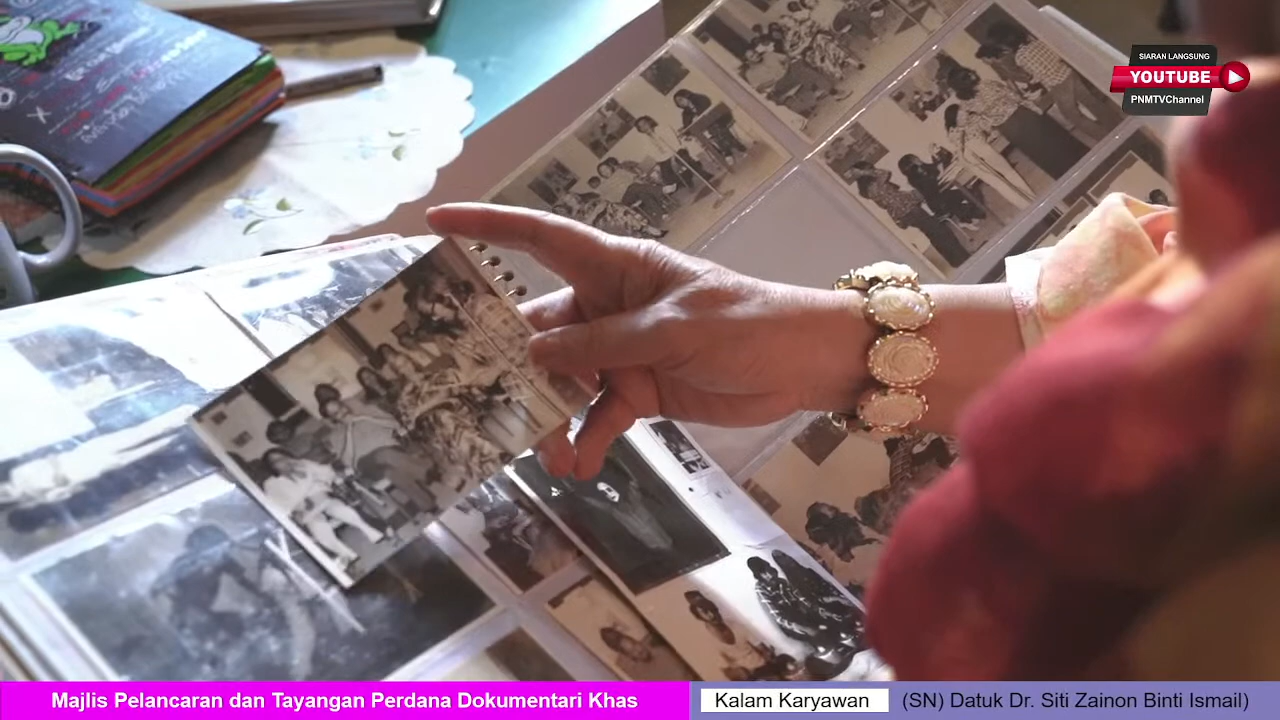 SIARAN LANGSUNG
YOUTUBE
PNMTVChannel
Majlis Pelancaran dan Tayangan Perdana Dokumentari Khas
Kalam Karyawan
(SN) Datuk Dr. Siti Zainon Binti Ismail)